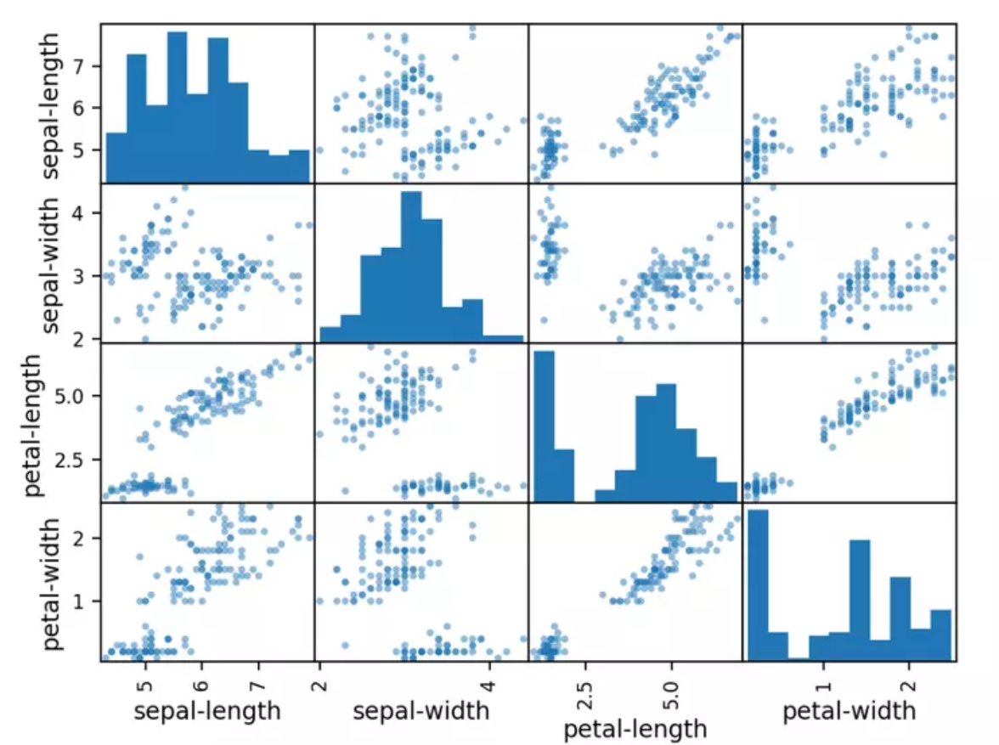 sepal-length
7
6
5
sepal-width
4
3
2
petal-length
5.0
2.5
petal-width
2
1
5 6 7 2 4 2.5 5.0 1 2
sepal-length sepal-width petal-length petal-width